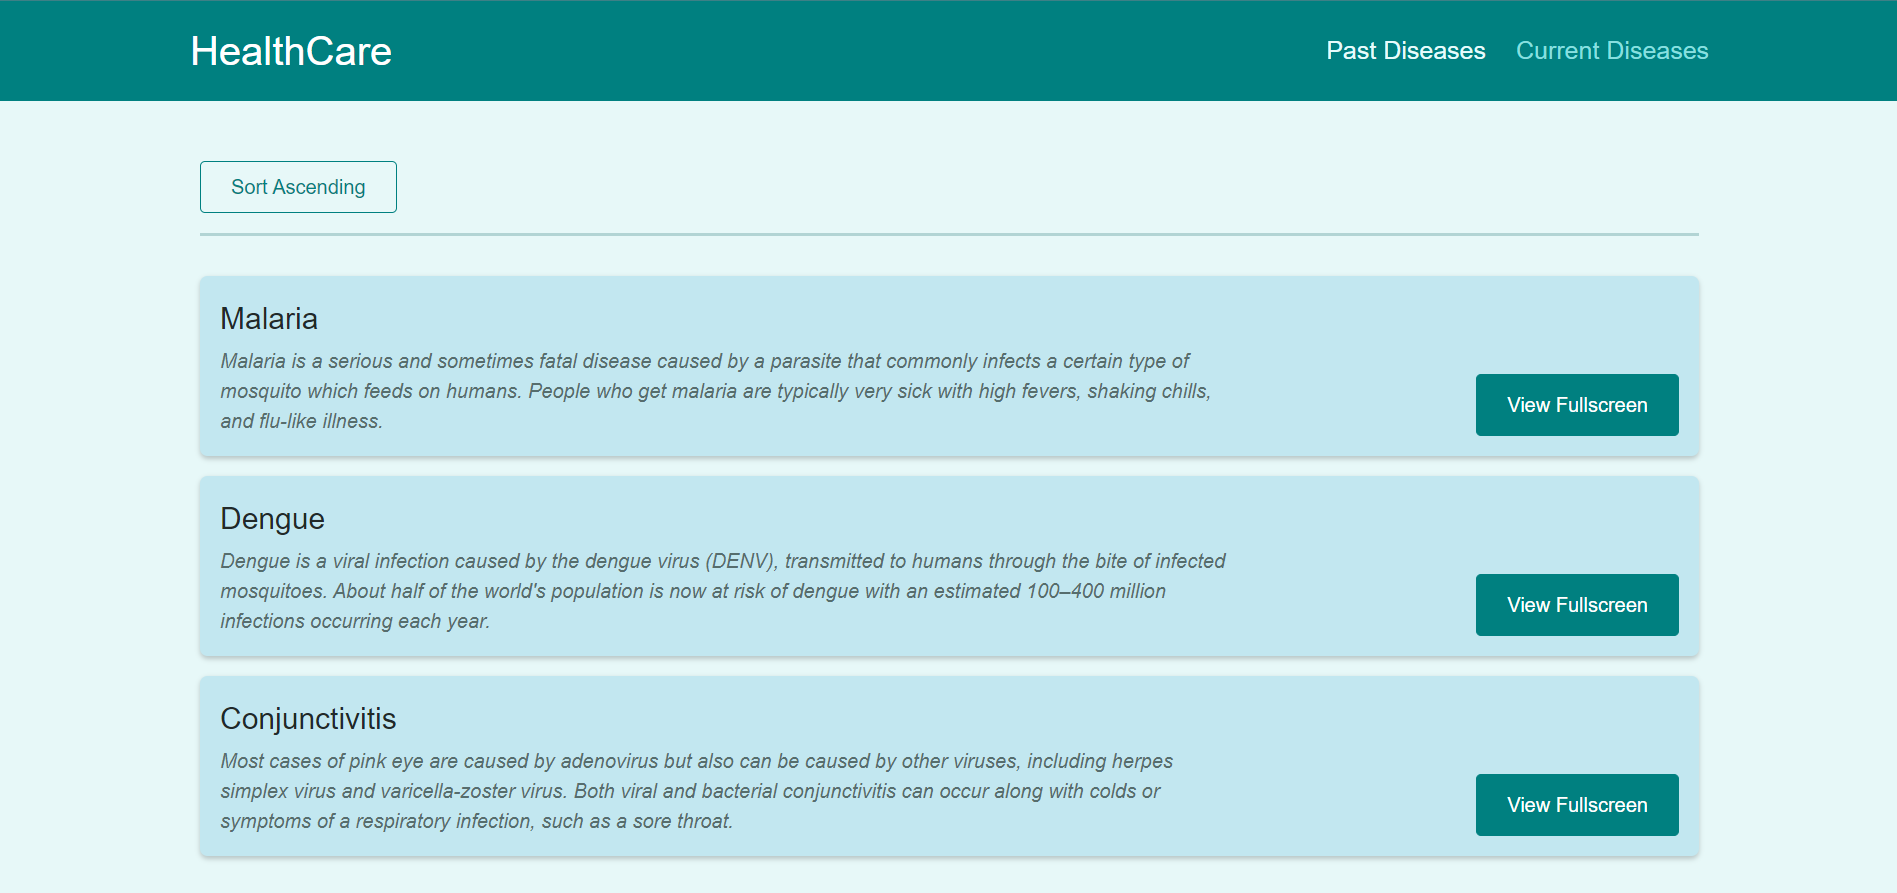 HealthCare
Past Diseases
Current Diseases
Sort Ascending
Malaria
Malaria is a serious and sometimes fatal disease caused by a parasite that commonly infects a certain type of
mosquito which feeds on humans. People who get malaria are typically very sick with high fevers, shaking chills,
and flu-like illness.
View Fullscreen
Dengue
Dengue is a viral infection caused by the dengue virus (DENV), transmitted to humans through the bite of infected
mosquitoes. About half of the world's population is now at risk of dengue with an estimated 100–400 million
infections occurring each year.
View Fullscreen
Conjunctivitis
Most cases of pink eye are caused by adenovirus but also can be caused by other viruses, including herpes
simplex virus and varicella-zoster virus. Both viral and bacterial conjunctivitis can occur along with colds or
symptoms of a respiratory infection, such as a sore throat.
View Fullscreen